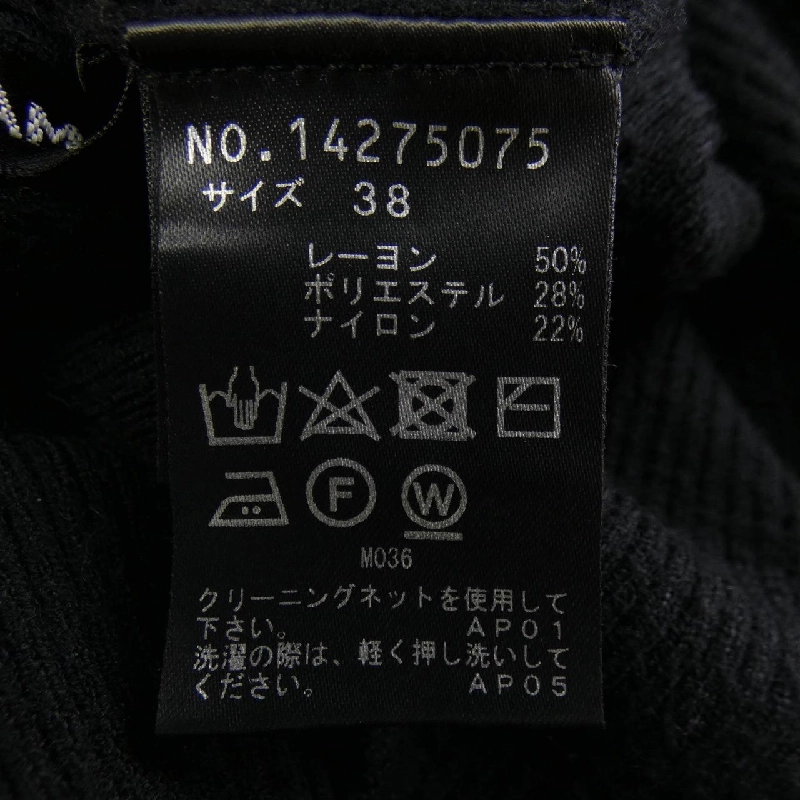 AM
NO.14275075
サイズ 38
レーヨン 50%
ポリエステル 28%
ナイロン 22%
F W
M036
クリーニングネットを使用して
下さい。 AP01
洗濯の際は、軽く押し洗いして
ください。 AP05